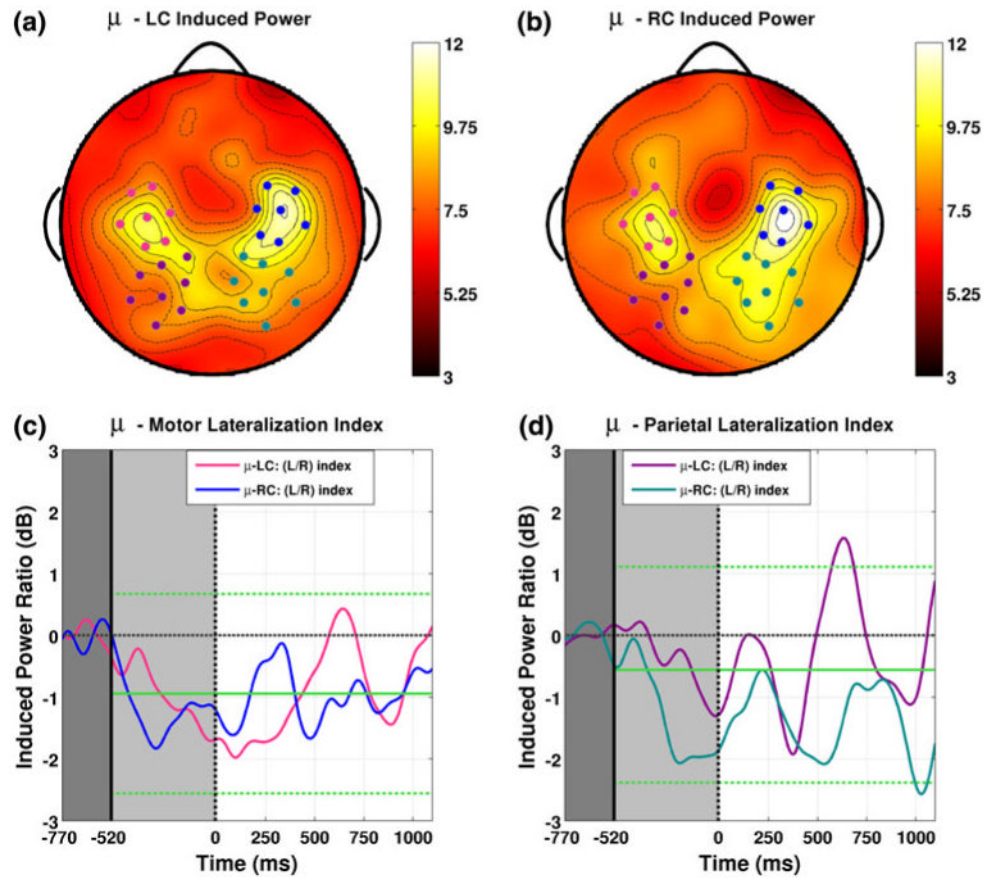 (a) μ - LC Induced Power
12
9.75
7.5
5.25
3
(b) μ - RC Induced Power
12
9.75
7.5
5.25
3
(c) μ - Motor Lateralization Index
Induced Power Ratio (dB)
3
2
1
0
-1
-2
-3
μ-LC: (L/R) index
μ-RC: (L/R) index
-770 -520 0 250 500 750 1000
Time (ms)
(d) μ - Parietal Lateralization Index
Induced Power Ratio (dB)
3
2
1
0
-1
-2
-3
μ-LC: (L/R) index
μ-RC: (L/R) index
-770 -520 0 250 500 750 1000
Time (ms)